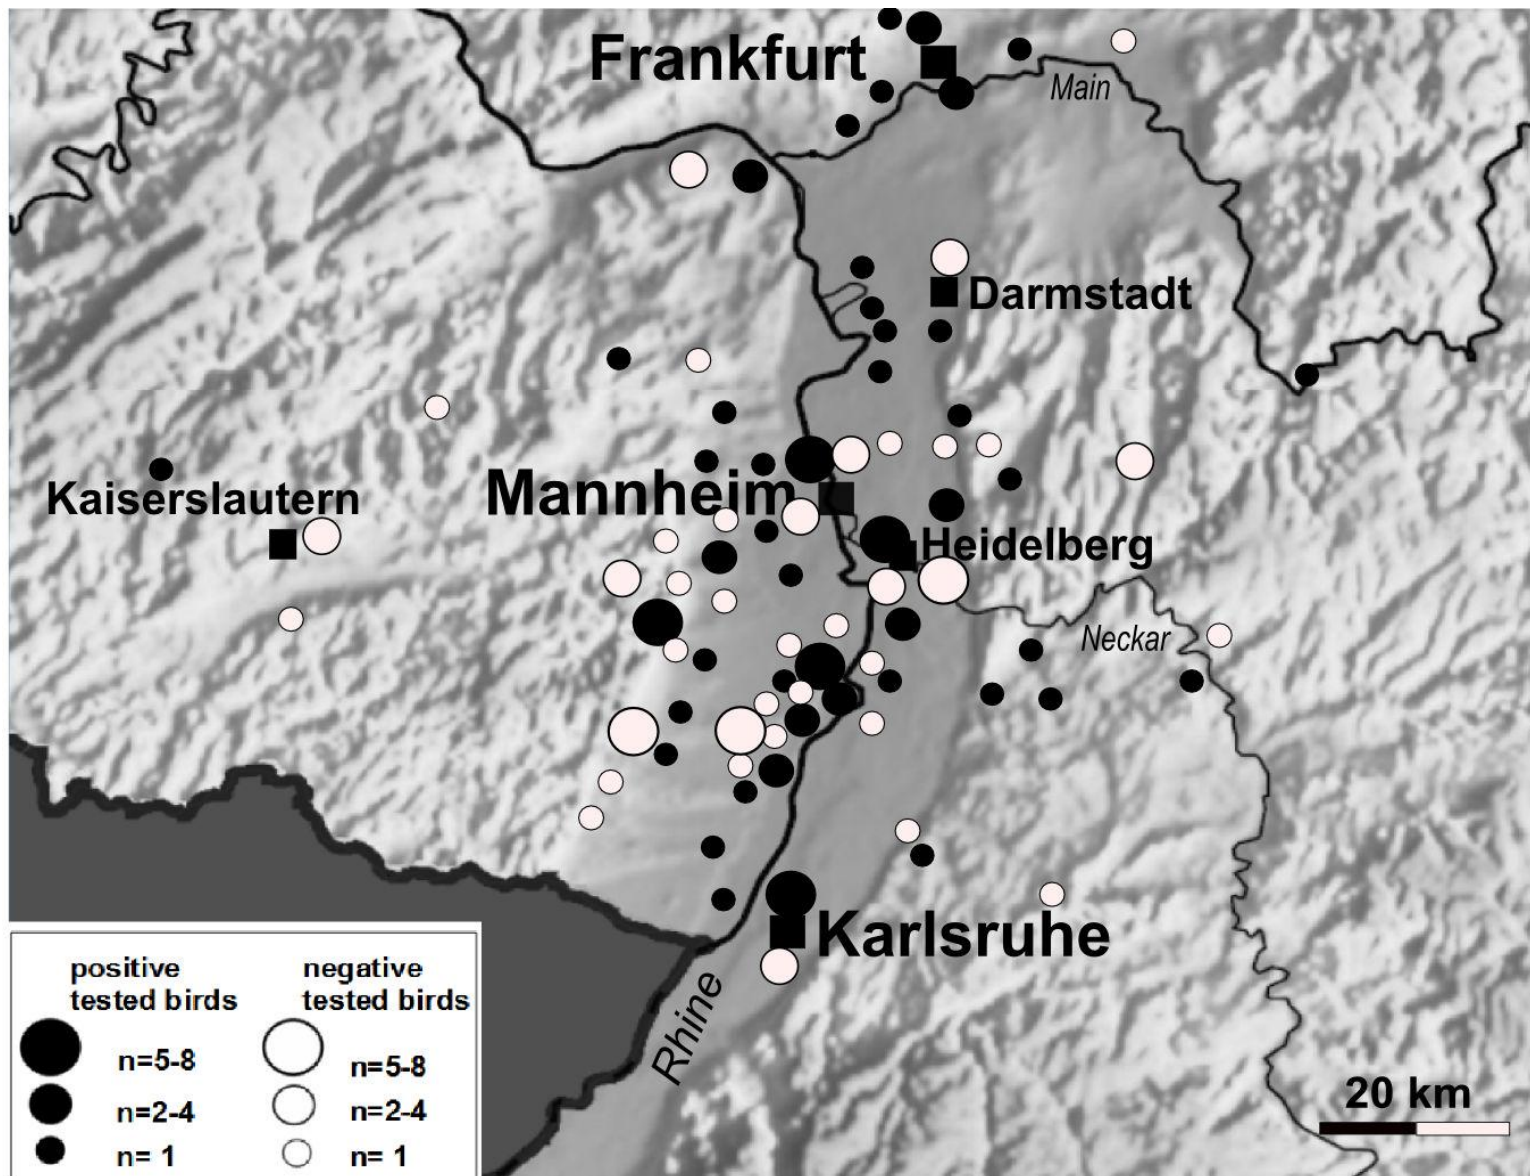 Frankfurt
Main
Darmstadt
Kaiserslautern
Mannheim
Heidelberg
Neckar
Karlsruhe
Rhine
20 km
positive
tested birds
negative
tested birds
n=5-8
n=5-8
n=2-4
n=2-4
n= 1
n= 1